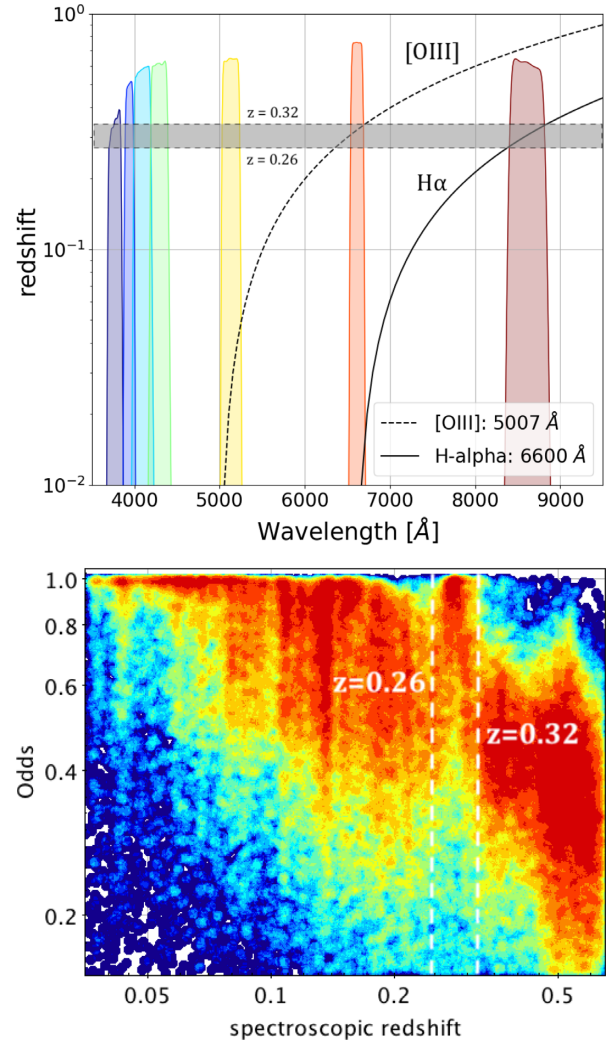 10⁰
[OIII]
z = 0.32
z = 0.26
Hα
10⁻¹
10⁻²
redshift
[OIII]: 5007 Å
H-alpha: 6600 Å
4000 5000 6000 7000 8000 9000
Wavelength [Å]
1.0
0.8
0.6
0.4
0.2
Odds
z=0.26
z=0.32
0.05 0.1 0.2 0.5
spectroscopic redshift